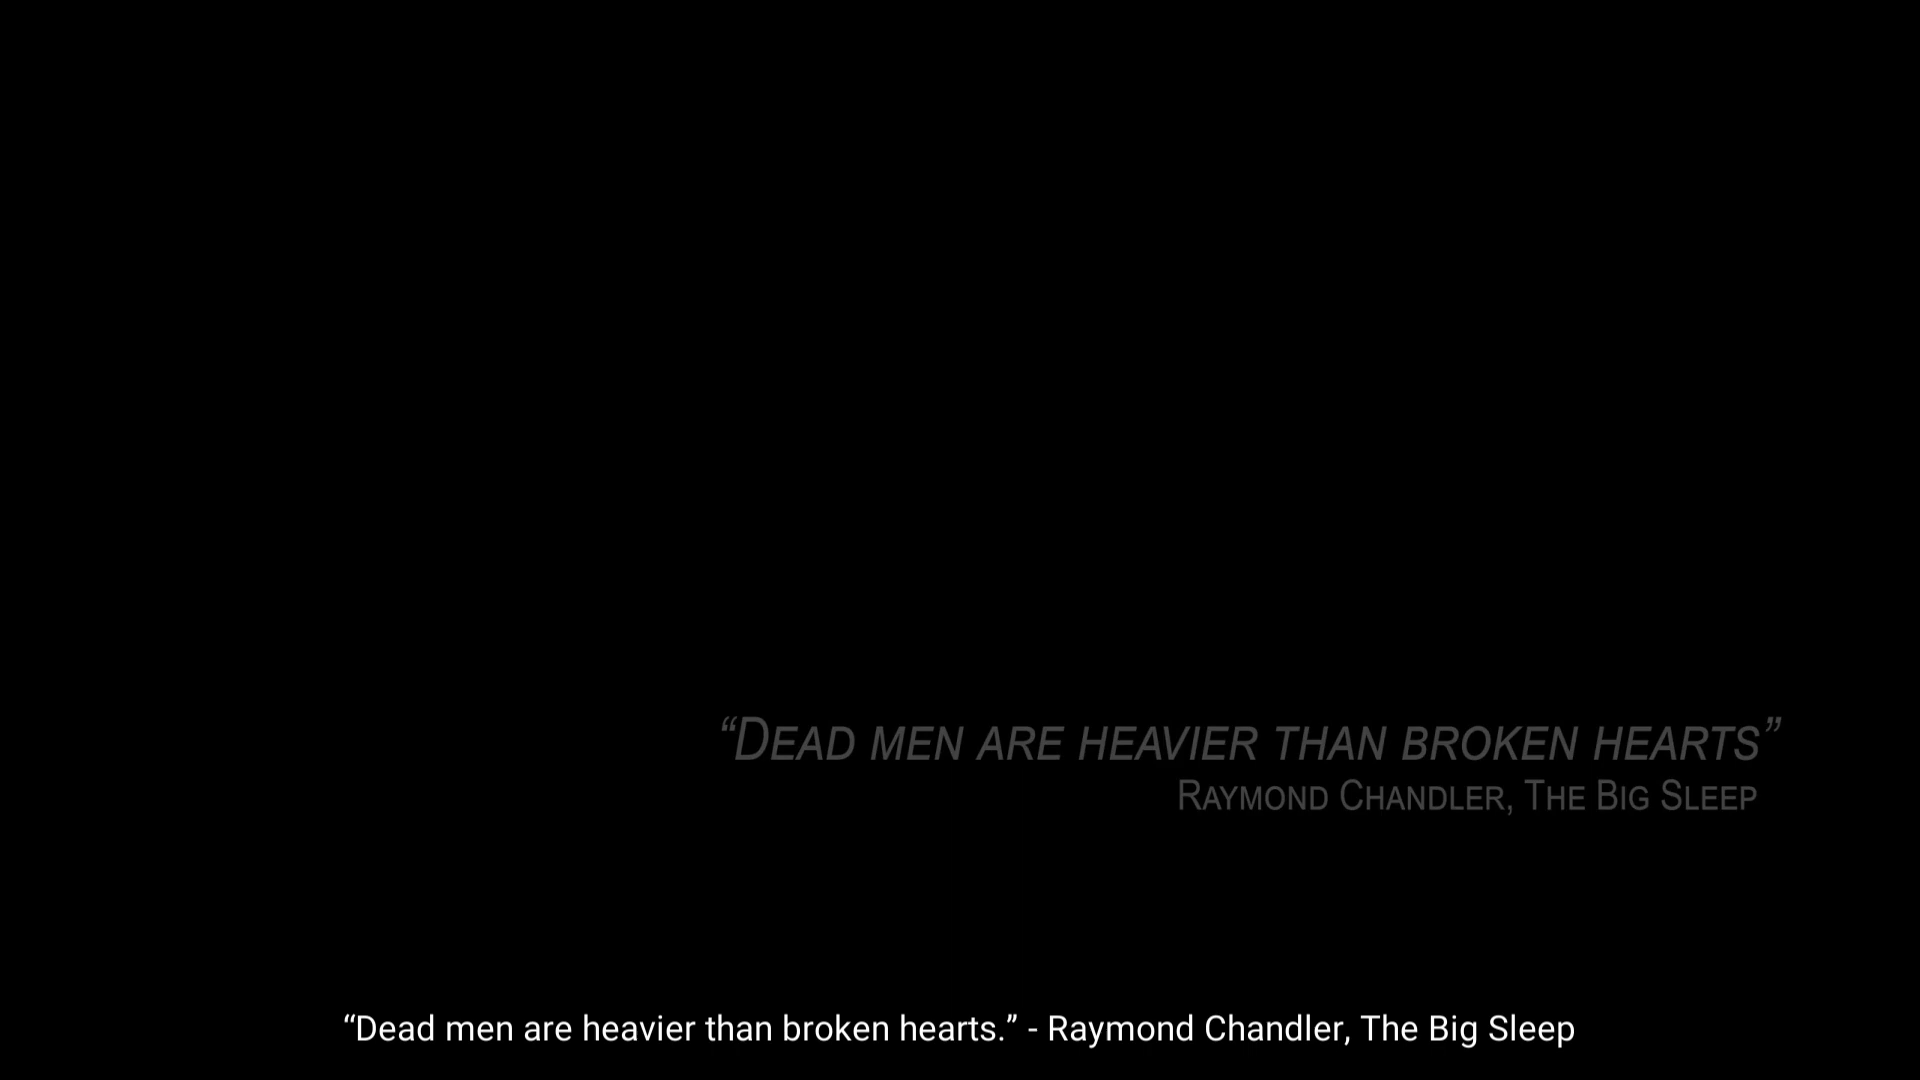 “DEAD MEN ARE HEAVIER THAN BROKEN HEARTS”
RAYMOND CHANDLER, THE BIG SLEEP
“Dead men are heavier than broken hearts.” - Raymond Chandler, The Big Sleep